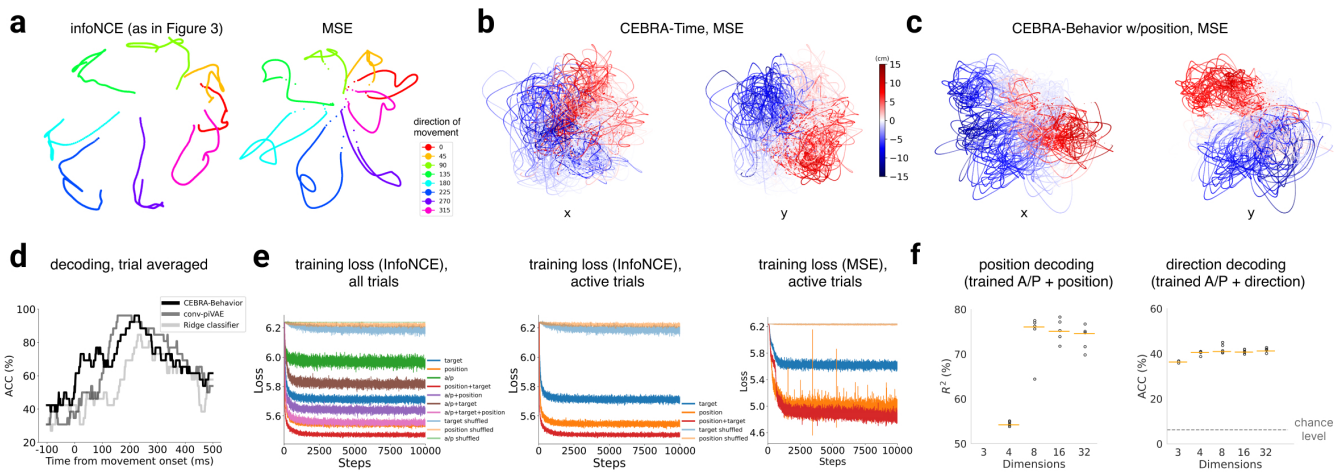 a
infoNCE (as in Figure 3)
MSE
direction of
movement
0
45
90
135
180
225
270
315
b
CEBRA-Time, MSE
(cm)
15
10
5
0
−5
−10
−15
x
y
c
CEBRA-Behavior w/position, MSE
x
y
d
decoding, trial averaged
CEBRA-Behavior
conv-piVAE
Ridge classifier
ACC (%)
100
80
60
40
20
-100
0
100
200
300
400
500
Time from movement onset (ms)
e
training loss (InfoNCE),
all trials
Loss
6.2
6.0
5.8
5.6
0
5000
10000
Steps
target
position
a/p
position+target
a/p+position
a/p+target
a/p+target+position
target shuffled
position shuffled
a/p shuffled
training loss (InfoNCE),
active trials
Loss
6.2
6.0
5.8
5.6
0
5000
10000
Steps
target
position
position+target
target shuffled
position shuffled
training loss (MSE),
active trials
Loss
6.2
5.8
5.4
5.0
4.6
0
5000
10000
Steps
target
position
position+target
target shuffled
position shuffled
f
position decoding
(trained A/P + position)
R² (%)
80
70
60
50
3
4
8
16
32
Dimensions
direction decoding
(trained A/P + direction)
ACC (%)
60
40
20
0
3
4
8
16
32
Dimensions
chance
level